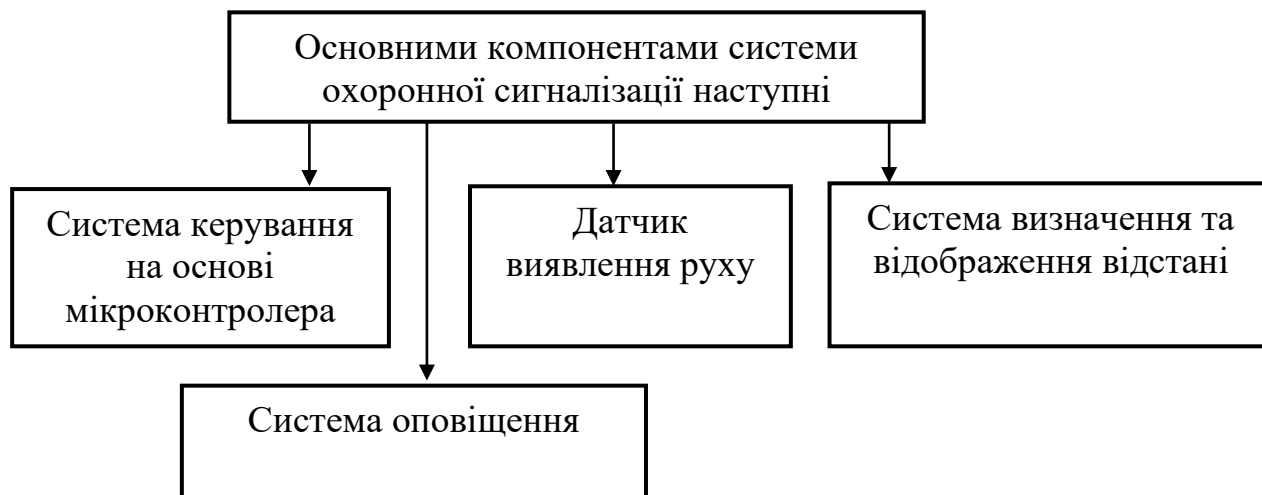 Основними компонентами системи
охоронної сигналізації наступні
Система керування
на основі
мікроконтролера
Датчик
виявлення руху
Система визначення та
відображення відстані
Система оповіщення